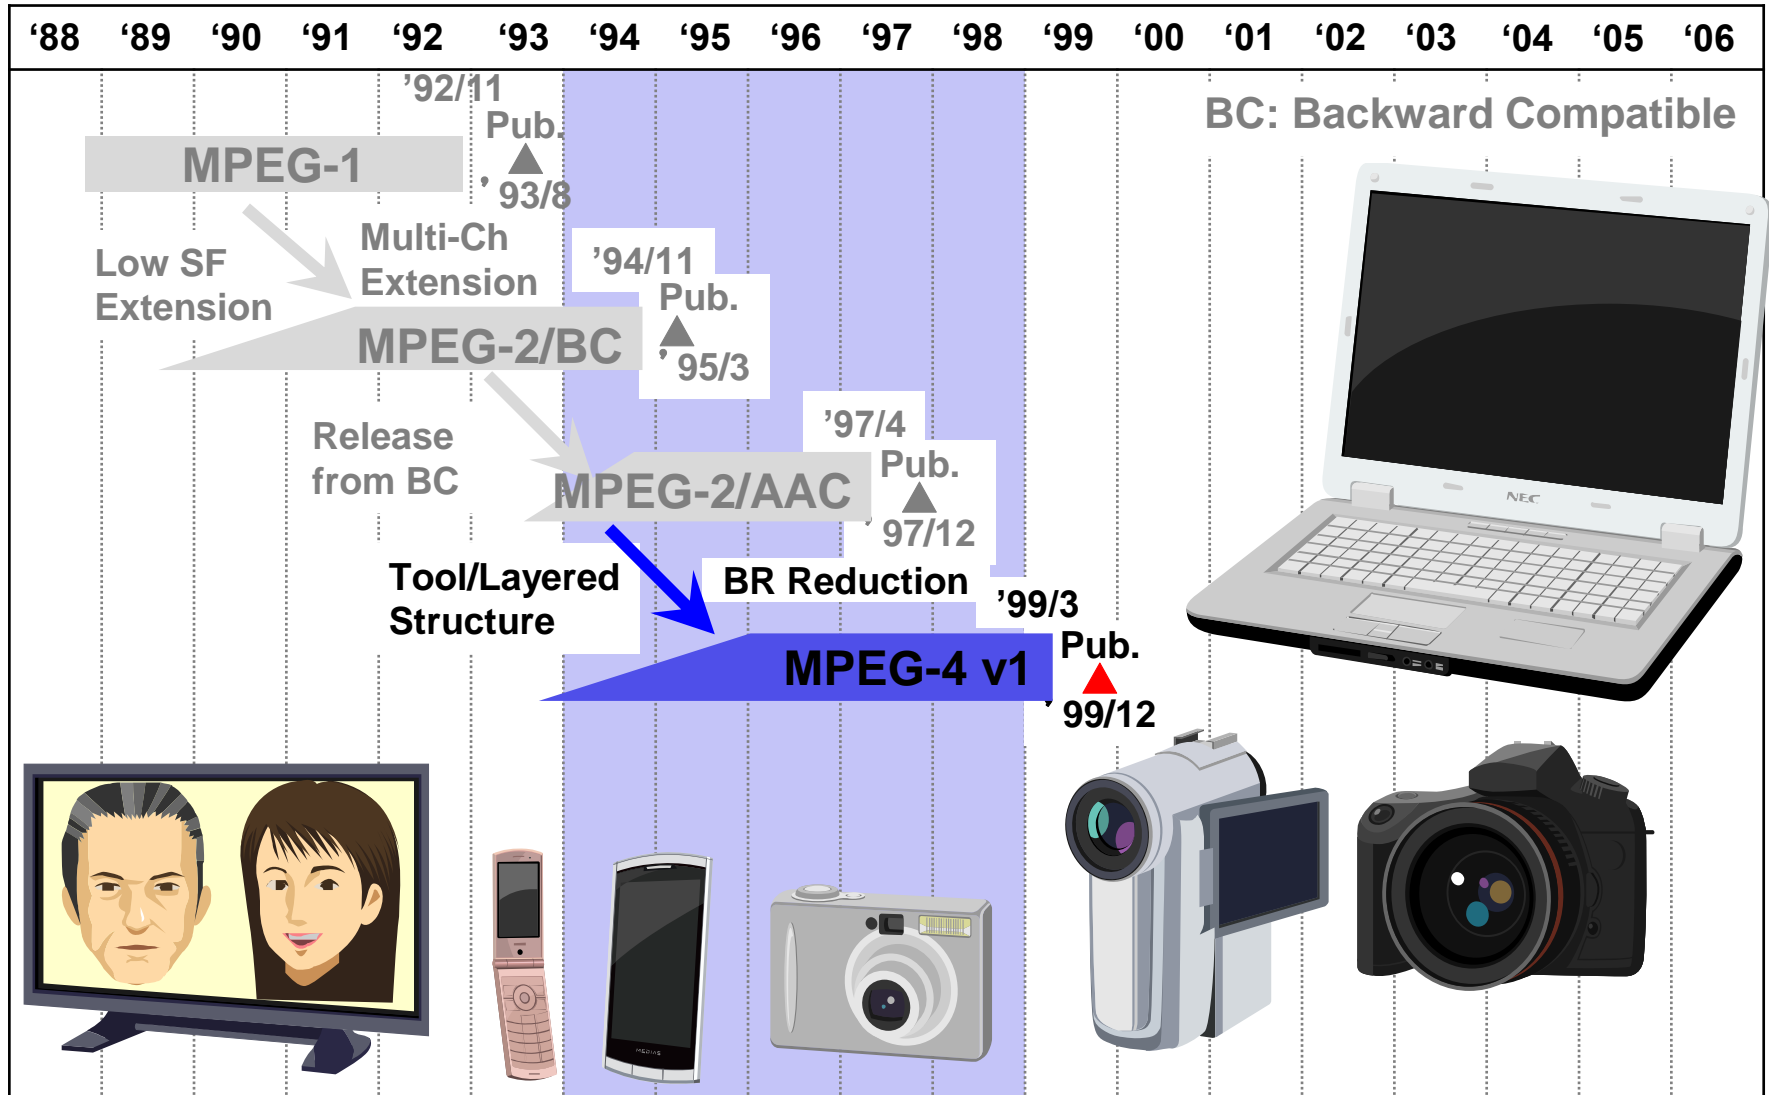 ‘88 ‘89 ‘90 ‘91 ‘92 ‘93 ‘94 ‘95 ‘96 ‘97 ‘98 ‘99 ‘00 ‘01 ‘02 ‘03 ‘04 ‘05 ‘06
’92/11
Pub.
’93/8
BC: Backward Compatible
MPEG-1
Low SF
Extension
Multi-Ch
Extension
’94/11
Pub.
’95/3
MPEG-2/BC
Release
from BC
’97/4
Pub.
’97/12
MPEG-2/AAC
Tool/Layered
Structure
BR Reduction
’99/3
Pub.
’99/12
MPEG-4 v1
NEC
MEDIAS